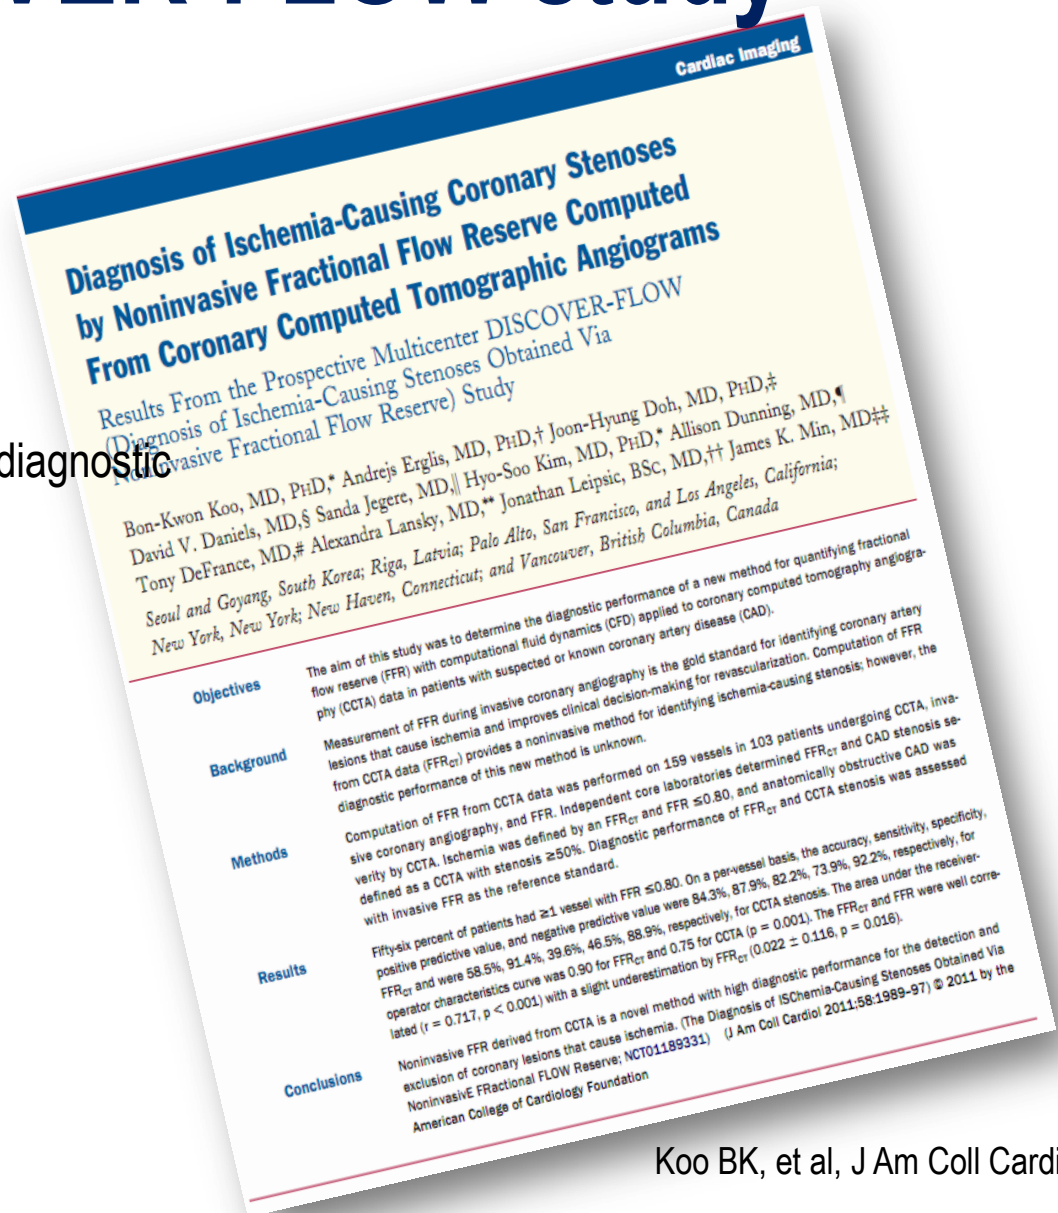 VER-FLOW study
Cardiac Imaging
Diagnosis of Ischemia-Causing Coronary Stenoses
by Noninvasive Fractional Flow Reserve Computed
From Coronary Computed Tomographic Angiograms
Results From the Prospective Multicenter DISCOVER-FLOW
(Diagnosis of Ischemia-Causing Stenoses Obtained Via
Noninvasive Fractional Flow Reserve) Study
diagnostic
Bon-Kwon Koo, MD, PHD,* Andrejs Erglis, MD, PHD,† Joon-Hyung Doh, MD, PHD,‡
David V. Daniels, MD,§ Sanda Jegere, MD,|| Hyo-Soo Kim, MD, PHD,* Allison Dunning, MD,¶
Tony DeFrance, MD,# Alexandra Lansky, MD,** Jonathan Leipsic, BSC, MD,†† James K. Min, MD‡‡
Seoul and Goyang, South Korea; Riga, Latvia; Palo Alto, San Francisco, and Los Angeles, California;
New York, New York; New Haven, Connecticut; and Vancouver, British Columbia, Canada
Objectives The aim of this study was to determine the diagnostic performance of a new method for quantifying fractional
flow reserve (FFR) with computational fluid dynamics (CFD) applied to coronary computed tomography angiogra-
phy (CCTA) data in patients with suspected or known coronary artery disease (CAD).
Background Measurement of FFR during invasive coronary angiography is the gold standard for identifying coronary artery
lesions that cause ischemia and improves clinical decision-making for revascularization. Computation of FFR
from CCTA data (FFRCT) provides a noninvasive method for identifying ischemia-causing stenosis; however, the
diagnostic performance of this new method is unknown.
Methods Computation of FFR from CCTA data was performed on 159 vessels in 103 patients undergoing CCTA, inva-
sive coronary angiography, and FFR. Independent core laboratories determined FFRCT and CAD stenosis se-
verity by CCTA. Ischemia was defined by an FFRCT and FFR ≤0.80, and anatomically obstructive CAD was
defined as a CCTA with stenosis ≥50%. Diagnostic performance of FFRCT and CCTA stenosis was assessed
with invasive FFR as the reference standard.
Results Fifty-six percent of patients had ≥1 vessel with FFR ≤0.80. On a per-vessel basis, the accuracy, sensitivity, specificity,
positive predictive value, and negative predictive value were 84.3%, 87.9%, 82.2%, 73.9%, 92.2%, respectively, for
FFRCT and were 58.5%, 91.4%, 39.6%, 46.5%, 88.9%, respectively, for CCTA stenosis. The area under the receiver-
operator characteristics curve was 0.90 for FFRCT and 0.75 for CCTA (p = 0.001). The FFRCT and FFR were well corre-
lated (r = 0.717, p < 0.001) with a slight underestimation by FFRCT (0.022 ± 0.116, p = 0.016).
Conclusions Noninvasive FFR derived from CCTA is a novel method with high diagnostic performance for the detection and
exclusion of coronary lesions that cause ischemia. (The Diagnosis of ISChemia-Causing Stenoses Obtained Via
NoninvasivE FRactional FLOW Reserve; NCT01189331) (J Am Coll Cardiol 2011;58:1989–97) © 2011 by the
American College of Cardiology Foundation
Koo BK, et al, J Am Coll Cardi